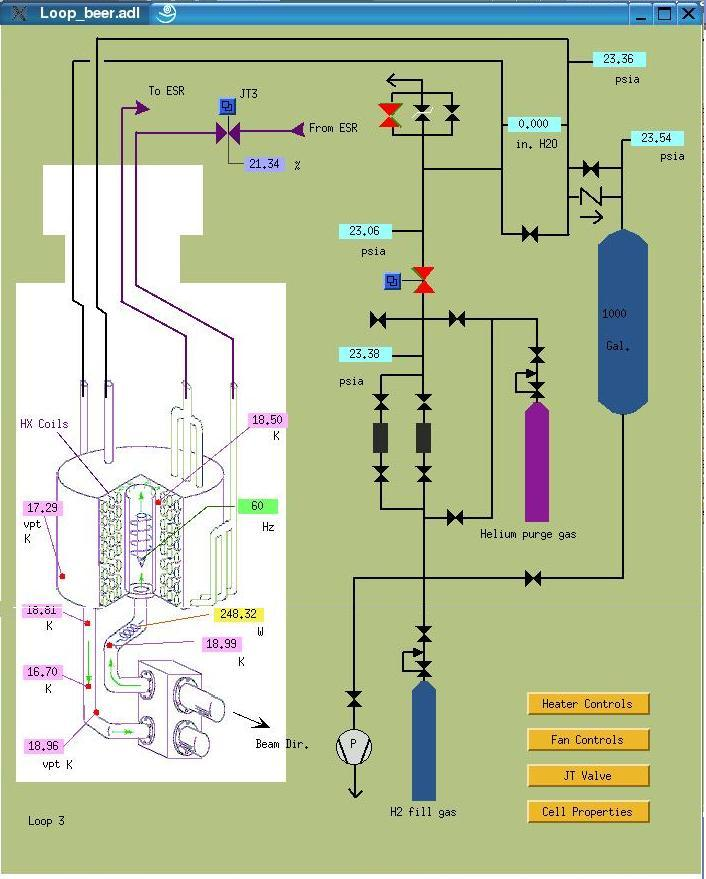 Loop_beer.adl
23.36
psia
To ESR
JT3
From ESR
0.000
in. H2O
23.54
psia
21.34 %
23.06
psia
1000
Gal.
23.38
psia
HX Coils
18.50
K
17.29
vpt
K
60
Hz
Helium purge gas
18.81
K
248.32
W
18.99
K
16.70
K
18.96
vpt K
Beam Dir.
P
Heater Controls
Fan Controls
JT Valve
Cell Properties
H2 fill gas
Loop 3